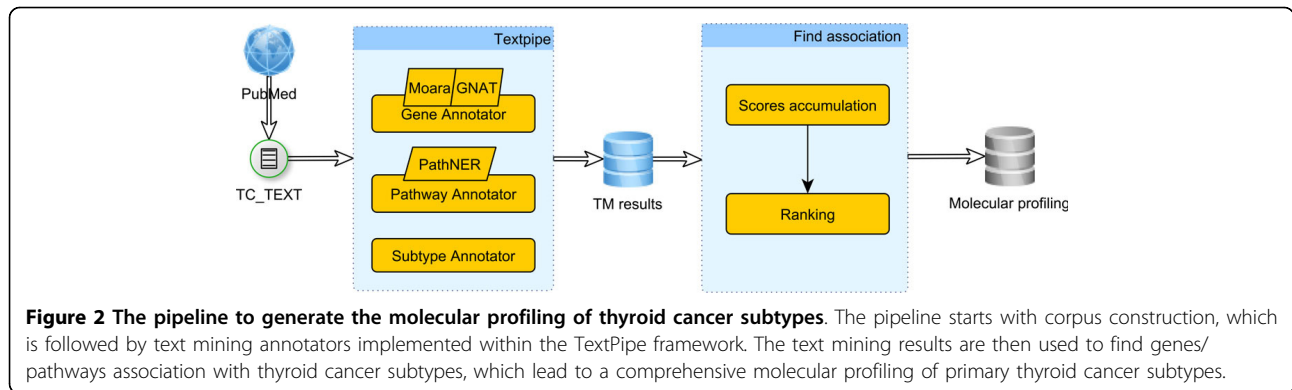 Textpipe
Find association
PubMed
Moara
GNAT
Gene Annotator
Scores accumulation
PathNER
TC_TEXT
Pathway Annotator
TM results
Ranking
Molecular profiling
Subtype Annotator
Figure 2 The pipeline to generate the molecular profiling of thyroid cancer subtypes. The pipeline starts with corpus construction, which
is followed by text mining annotators implemented within the TextPipe framework. The text mining results are then used to find genes/
pathways association with thyroid cancer subtypes, which lead to a comprehensive molecular profiling of primary thyroid cancer subtypes.